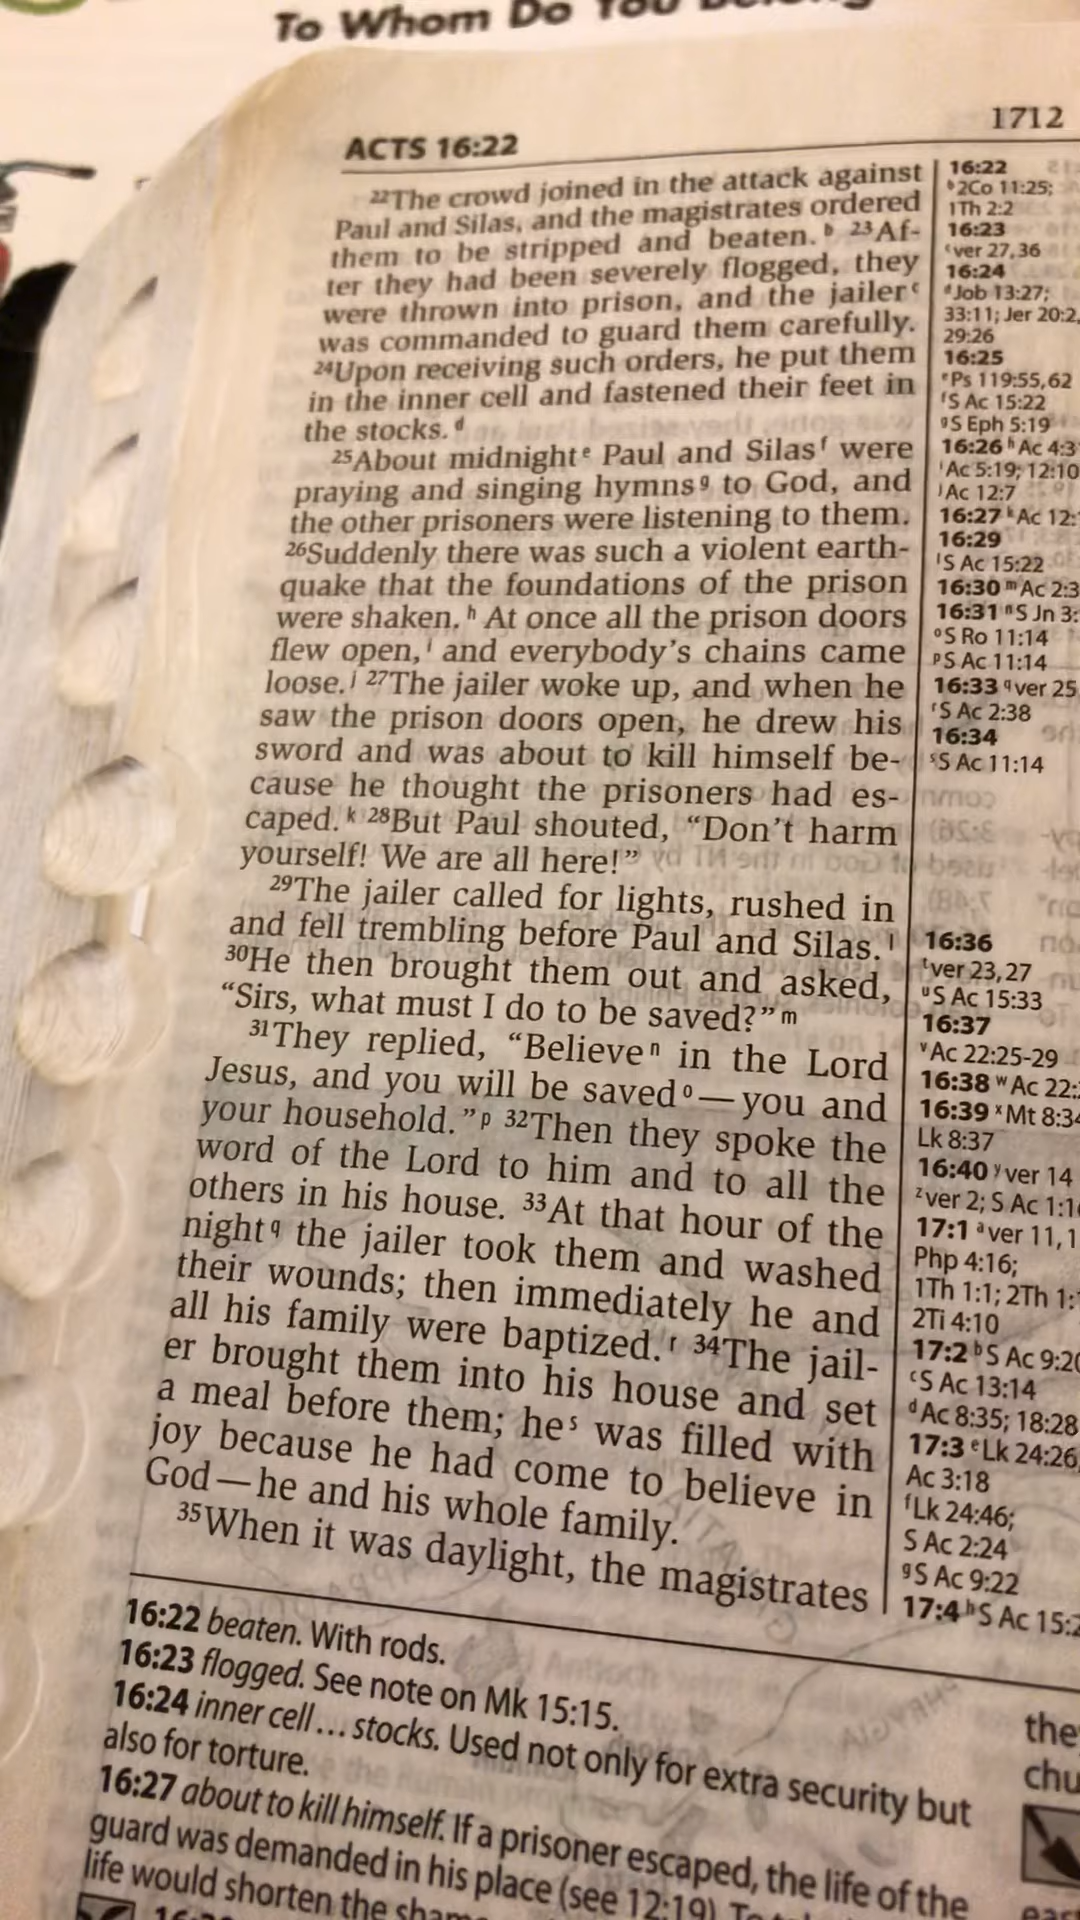 To Whom Do You Belong
ACTS 16:22
1712
22The crowd joined in the attack against
Paul and Silas, and the magistrates ordered
them to be stripped and beaten. b 23Af-
ter they had been severely flogged, they
were thrown into prison, and the jailer c
was commanded to guard them carefully.
24Upon receiving such orders, he put them
in the inner cell and fastened their feet in
the stocks. d
25About midnight e Paul and Silas f were
praying and singing hymns g to God, and
the other prisoners were listening to them.
26Suddenly there was such a violent earth-
quake that the foundations of the prison
were shaken. h At once all the prison doors
flew open, i and everybody's chains came
loose. j 27The jailer woke up, and when he
saw the prison doors open, he drew his
sword and was about to kill himself be-
cause he thought the prisoners had es-
caped. k 28But Paul shouted, “Don't harm
yourself! We are all here!”
29The jailer called for lights, rushed in
and fell trembling before Paul and Silas. l
30He then brought them out and asked,
“Sirs, what must I do to be saved?” m
31They replied, “Believe n in the Lord
Jesus, and you will be saved o—you and
your household.” p 32Then they spoke the
word of the Lord to him and to all the
others in his house. 33At that hour of the
night q the jailer took them and washed
their wounds; then immediately he and
all his family were baptized. r 34The jail-
er brought them into his house and set
a meal before them; he s was filled with
joy because he had come to believe in
God—he and his whole family.
35When it was daylight, the magistrates
16:22
b 2Co 11:25;
1Th 2:2
16:23
c ver 27,36
16:24
d Job 13:27;
33:11; Jer 20:2,
29:26
16:25
e Ps 119:55,62
f S Ac 15:22
g S Eph 5:19
16:26 h Ac 4:3
i Ac 5:19; 12:10
j Ac 12:7
16:27 k Ac 12:
16:29
l S Ac 15:22
16:30 m Ac 2:3
16:31 n S Jn 3:
o S Ro 11:14
p S Ac 11:14
16:33 q ver 25
r S Ac 2:38
16:34
s S Ac 11:14
16:36
t ver 23,27
u S Ac 15:33
16:37
v Ac 22:25-29
16:38 w Ac 22:
16:39 x Mt 8:34
Lk 8:37
16:40 y ver 14
z ver 2; S Ac 1:1
17:1 a ver 11,1
Php 4:16;
1Th 1:1; 2Th 1:
2Ti 4:10
17:2 b S Ac 9:20
c S Ac 13:14
d Ac 8:35; 18:28
17:3 e Lk 24:26,
Ac 3:18
f Lk 24:46;
S Ac 2:24
g S Ac 9:22
17:4 h S Ac 15:2
16:22 beaten. With rods.
16:23 flogged. See note on Mk 15:15.
16:24 inner cell… stocks. Used not only for extra security but
also for torture.
16:27 about to kill himself. If a prisoner escaped, the life of the
guard was demanded in his place (see 12:19). To
life would shorten the
the
chu